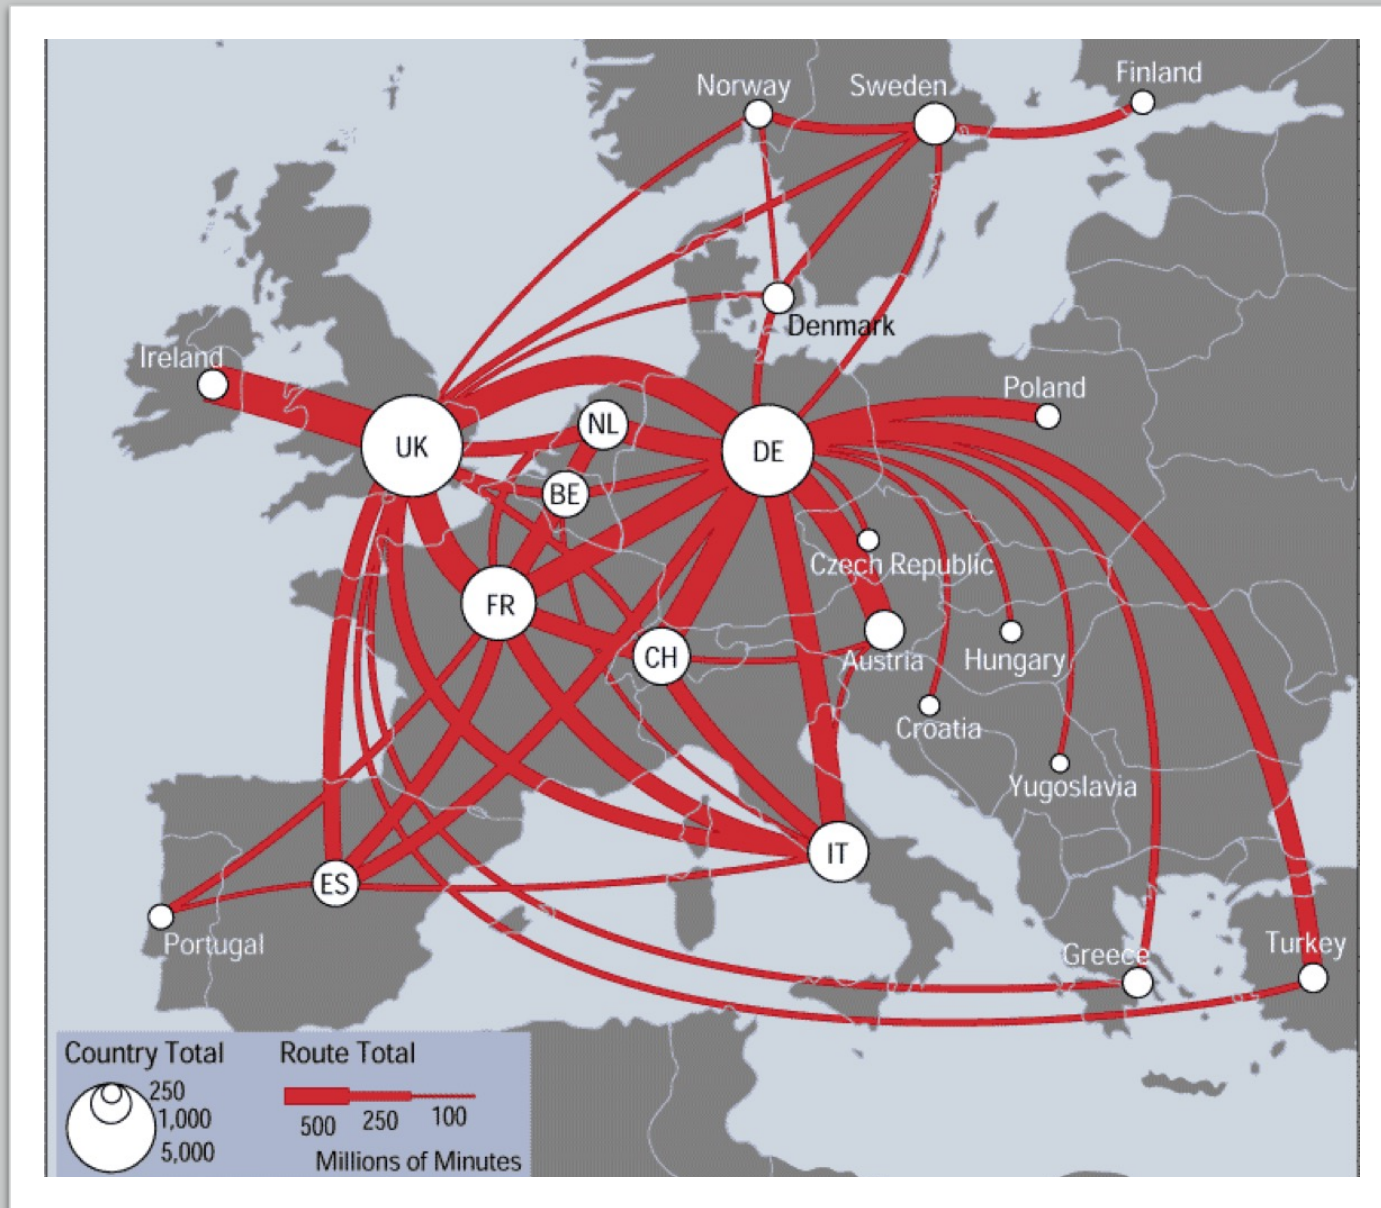 Norway
Sweden
Finland
Denmark
Ireland
Poland
UK
NL
DE
BE
Czech Republic
FR
CH
Austria
Hungary
Croatia
Yugoslavia
IT
ES
Portugal
Greece
Turkey
Country Total
250
1,000
5,000
Route Total
500 250 100
Millions of Minutes